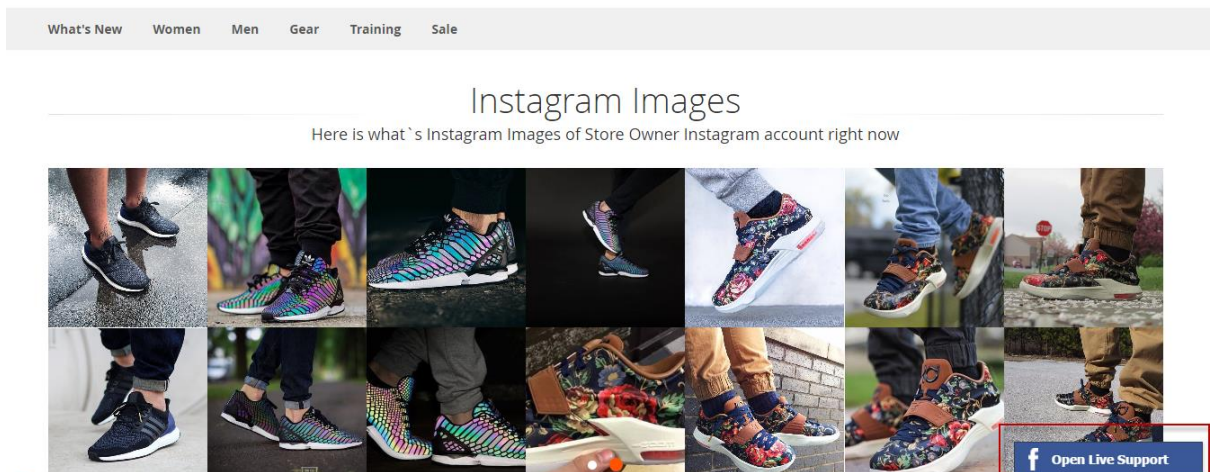 What's New Women Men Gear Training Sale
Instagram Images
Here is what`s Instagram Images of Store Owner Instagram account right now
STOP
f Open Live Support